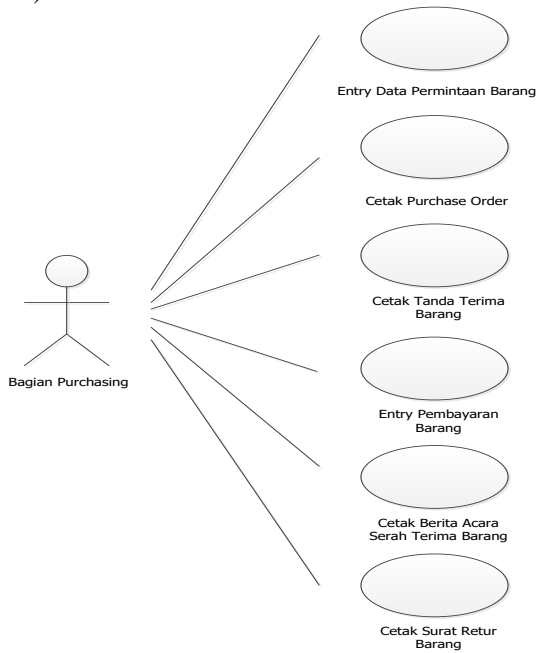 Entry Data Permintaan Barang
Cetak Purchase Order
Cetak Tanda Terima
Barang
Bagian Purchasing
Entry Pembayaran
Barang
Cetak Berita Acara
Serah Terima Barang
Cetak Surat Retur
Barang